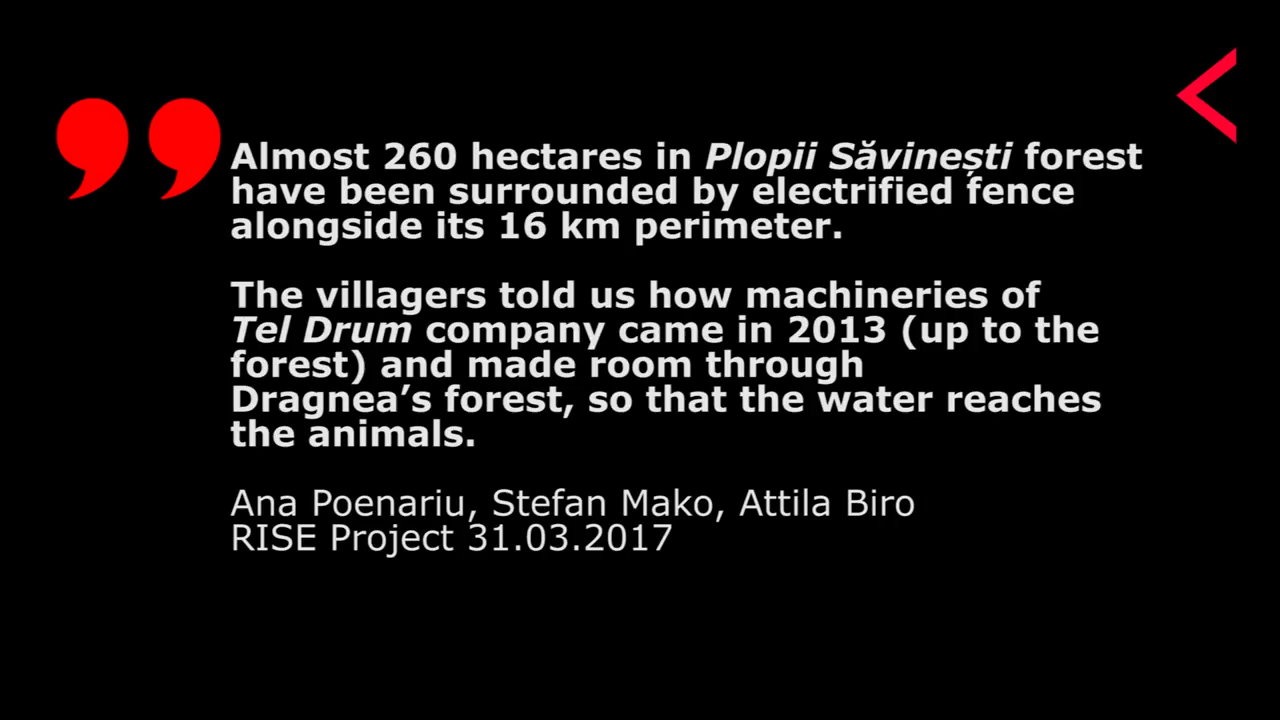 Almost 260 hectares in Plopii Săvinești forest
have been surrounded by electrified fence
alongside its 16 km perimeter.
The villagers told us how machineries of
Tel Drum company came in 2013 (up to the
forest) and made room through
Dragnea’s forest, so that the water reaches
the animals.
Ana Poenariu, Stefan Mako, Attila Biro
RISE Project 31.03.2017